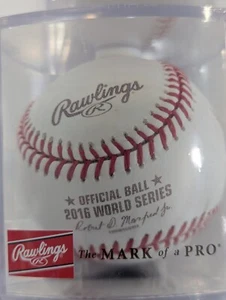 Rawlings
R
OFFICIAL BALL
2016 WORLD SERIES
Robert D. Manfred Jr.
Rawlings
R
The MARK of a PRO®